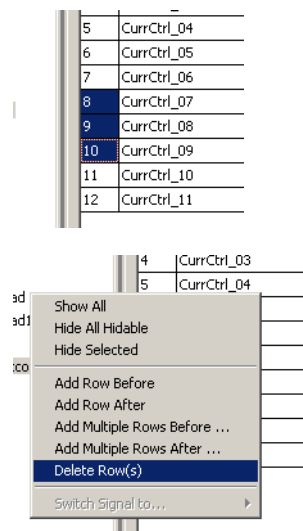 5 CurrCtrl_04
6 CurrCtrl_05
7 CurrCtrl_06
8 CurrCtrl_07
9 CurrCtrl_08
10 CurrCtrl_09
11 CurrCtrl_10
12 CurrCtrl_11
4 CurrCtrl_03
5 CurrCtrl_04
ad
ad1
Show All
Hide All Hidable
Hide Selected
Add Row Before
Add Row After
Add Multiple Rows Before ...
Add Multiple Rows After ...
Delete Row(s)
Switch Signal to...